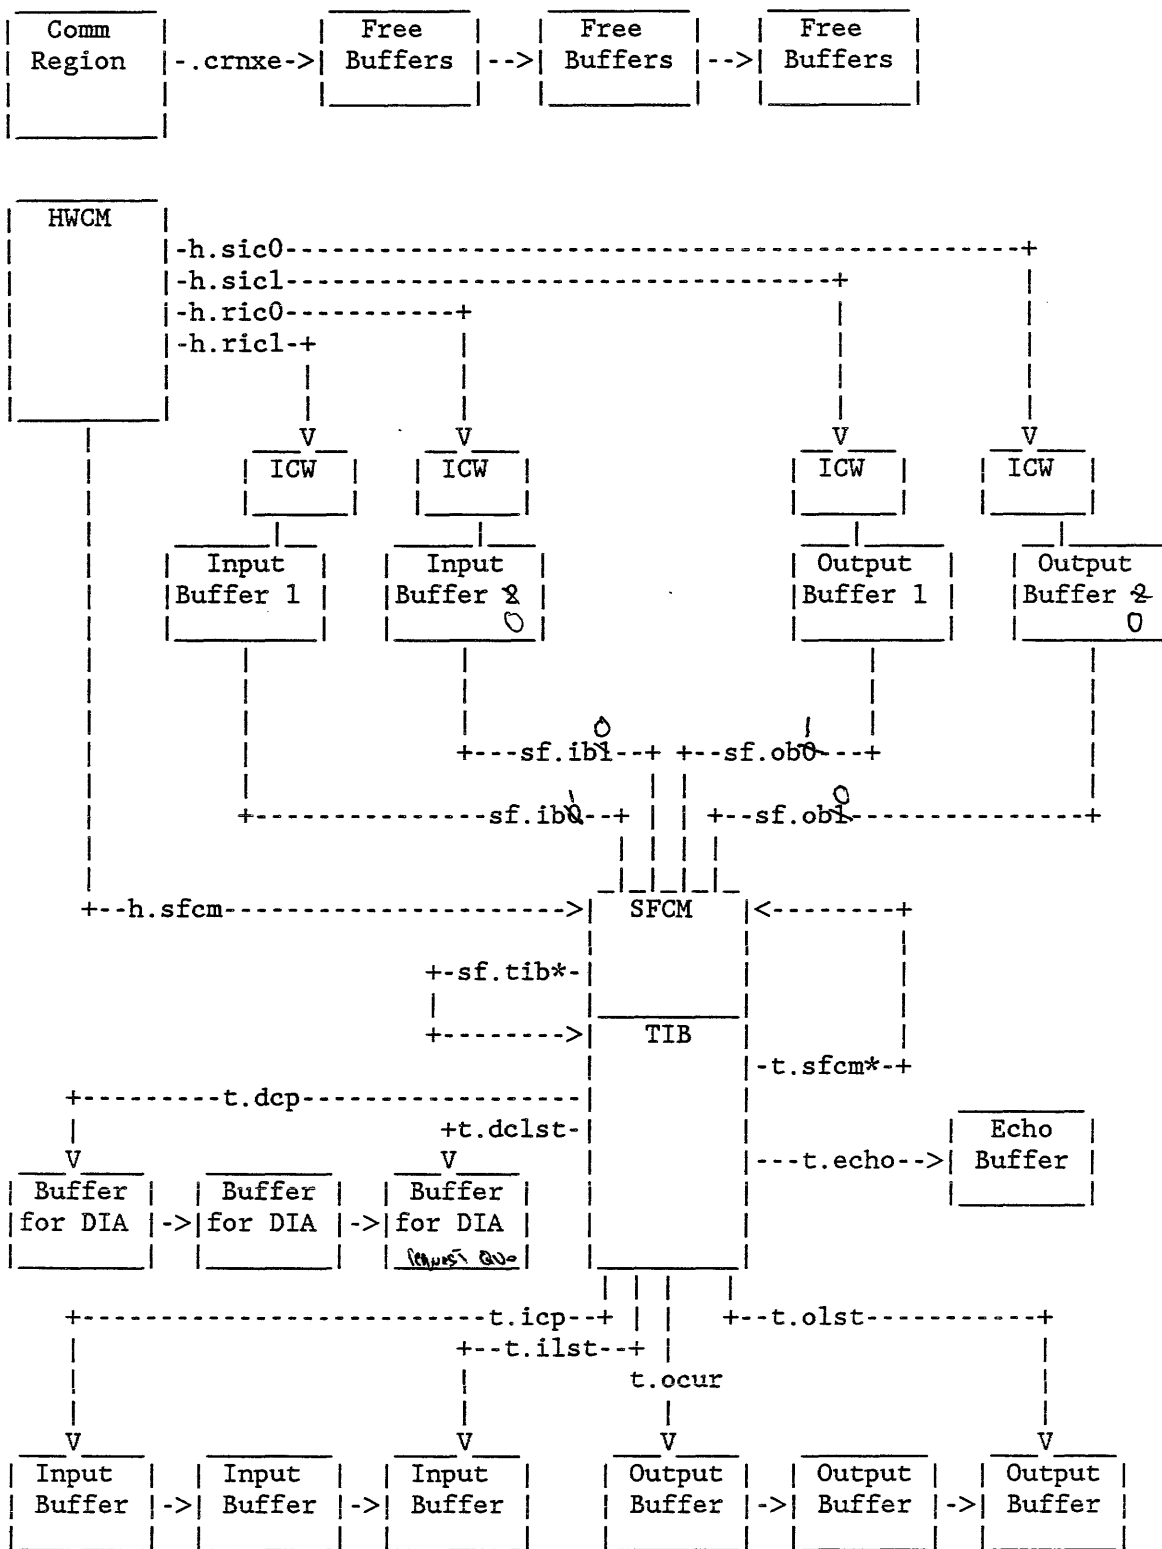 Comm Free Free Free
Region -.crnxe-> Buffers --> Buffers --> Buffers
HWCM
-h.sic0-
-h.sic1-
-h.ric0-
-h.ric1-
V V V V
ICW ICW ICW ICW
Input Input Output Output
Buffer 1 Buffer 2 Buffer 1 Buffer 2
0 0
0 1
sf.ib1 sf.ob0
1 0
sf.ib0 sf.ob1
h.sfcm-> SFCM <-
sf.tib*
-> TIB
t.sfcm*
t.dcp
t.dclst Echo
V V t.echo--> Buffer
Buffer Buffer Buffer
for DIA -> for DIA -> for DIA
request
t.icp t.olst
t.ilst
t.ocur
V V V V
Input Input Input Output Output Output
Buffer -> Buffer -> Buffer Buffer -> Buffer -> Buffer